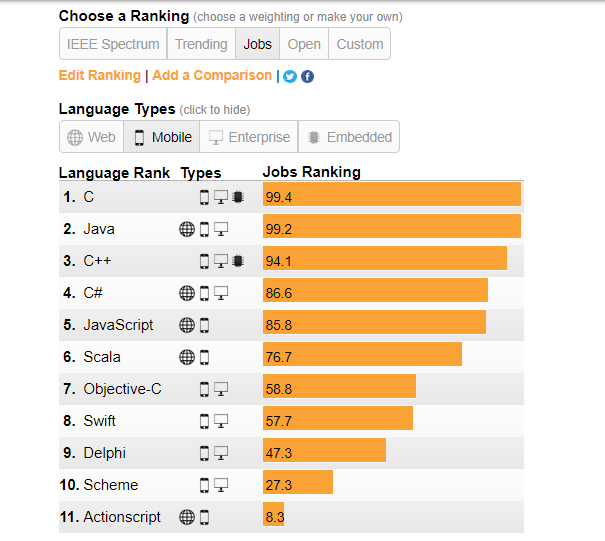 Choose a Ranking (choose a weighting or make your own)
IEEE Spectrum Trending Jobs Open Custom
Edit Ranking | Add a Comparison |
Language Types (click to hide)
Web Mobile Enterprise Embedded
Language Rank Types Jobs Ranking
1. C 99.4
2. Java 99.2
3. C++ 94.1
4. C# 86.6
5. JavaScript 85.8
6. Scala 76.7
7. Objective-C 58.8
8. Swift 57.7
9. Delphi 47.3
10. Scheme 27.3
11. Actionscript 8.3